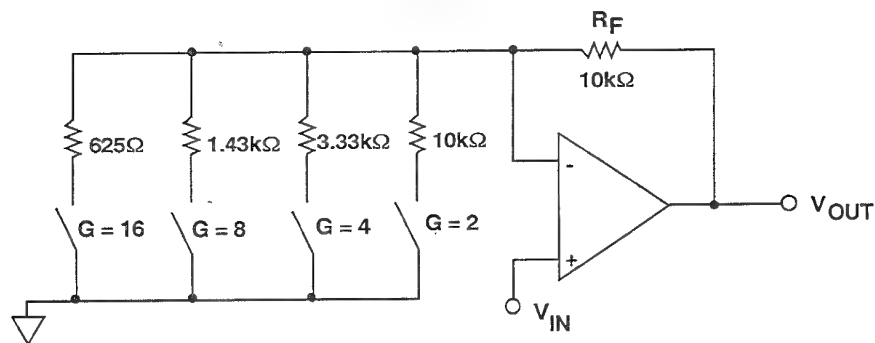 RF
10kΩ
625Ω
1.43kΩ
3.33kΩ
10kΩ
-
G = 16
G = 8
G = 4
G = 2
VOUT
+
VIN